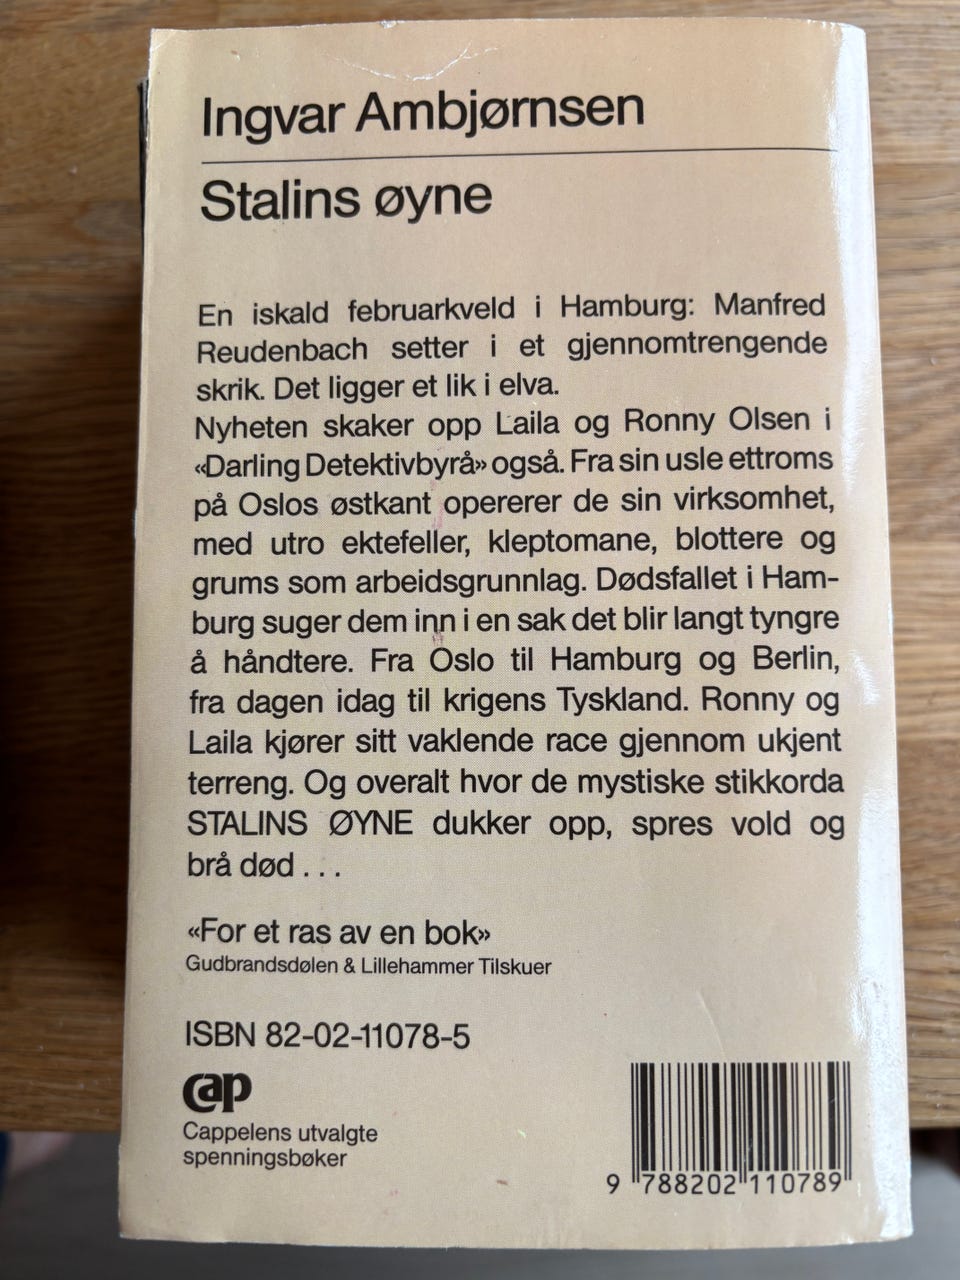 Ingvar Ambjørnsen
Stalins øyne
En iskald februarkveld i Hamburg: Manfred
Reudenbach setter i et gjennomtrengende
skrik. Det ligger et lik i elva.
Nyheten skaker opp Laila og Ronny Olsen i
«Darling Detektivbyrå» også. Fra sin usle ettroms
på Oslos østkant opererer de sin virksomhet,
med utro ektefeller, kleptomane, blottere og
grums som arbeidsgrunnlag. Dødsfallet i Ham-
burg suger dem inn i en sak det blir langt tyngre
å håndtere. Fra Oslo til Hamburg og Berlin,
fra dagen idag til krigens Tyskland. Ronny og
Laila kjører sitt vaklende race gjennom ukjent
terreng. Og overalt hvor de mystiske stikkorda
STALINS ØYNE dukker opp, spres vold og
brå død . . .
«For et ras av en bok»
Gudbrandsdølen & Lillehammer Tilskuer
ISBN 82-02-11078-5
cap
Cappelens utvalgte
spenningsbøker
9 788202 110789